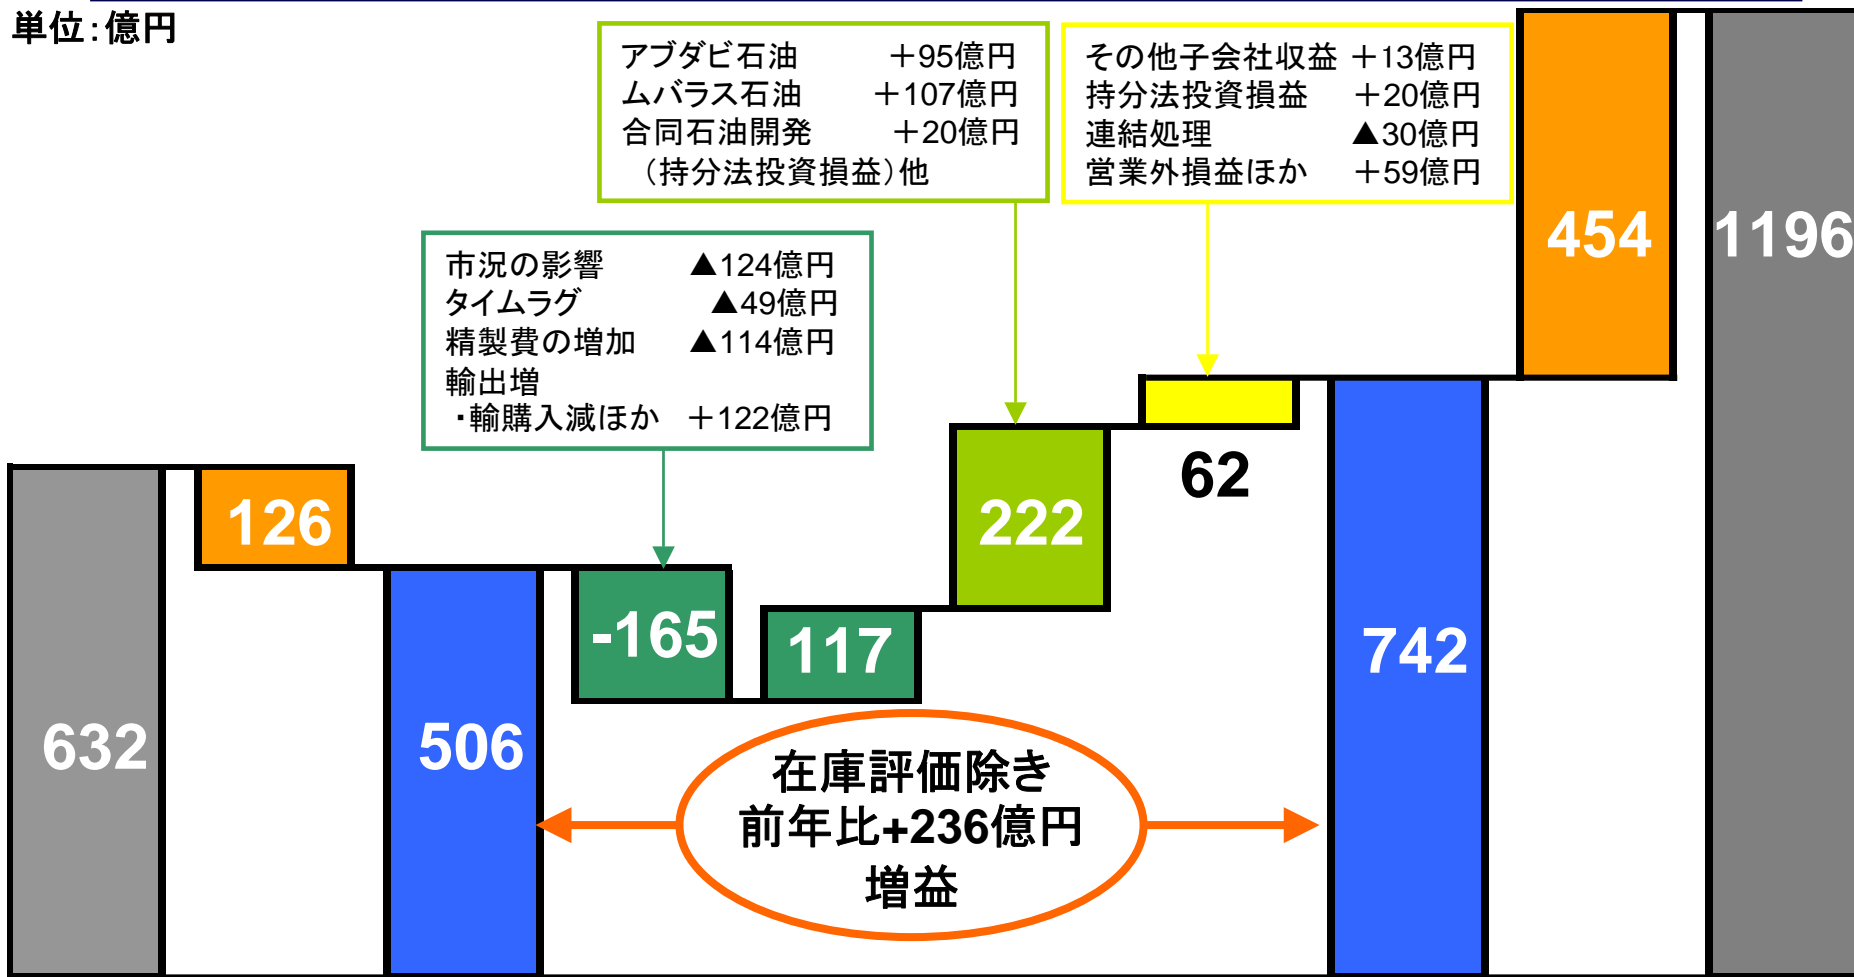 単位：億円
アブダビ石油 ＋95億円
ムバラス石油 ＋107億円
合同石油開発 ＋20億円
（持分法投資損益）他
その他子会社収益 ＋13億円
持分法投資損益 ＋20億円
連結処理 ▲30億円
営業外損益ほか ＋59億円
市況の影響 ▲124億円
タイムラグ ▲49億円
精製費の増加 ▲114億円
輸出増
・輸購入減ほか ＋122億円
632
126
506
-165
117
222
62
742
454
1196
在庫評価除き
前年比+236億円
増益